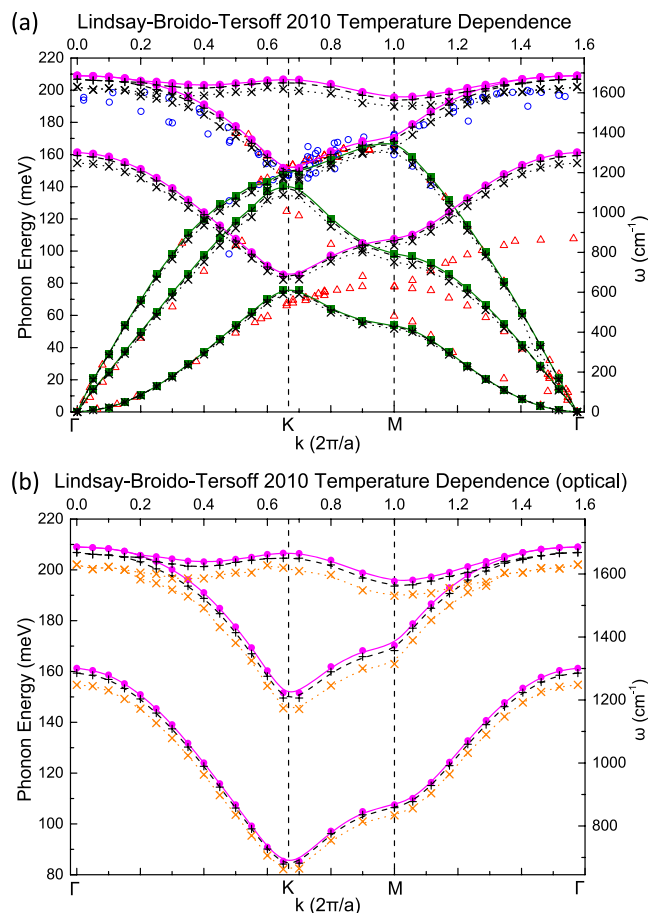 (a)
Lindsay-Broido-Tersoff 2010 Temperature Dependence
0.0 0.2 0.4 0.6 0.8 1.0 1.2 1.4 1.6
220
200
180
160
140
120
100
80
60
40
20
0
Phonon Energy (meV)
1600
1400
1200
1000
800
600
400
200
0
ω (cm⁻¹)
Γ K M Γ
k (2π/a)
(b)
Lindsay-Broido-Tersoff 2010 Temperature Dependence (optical)
0.0 0.2 0.4 0.6 0.8 1.0 1.2 1.4 1.6
220
200
180
160
140
120
100
80
Phonon Energy (meV)
1600
1400
1200
1000
800
ω (cm⁻¹)
Γ K M Γ
k (2π/a)